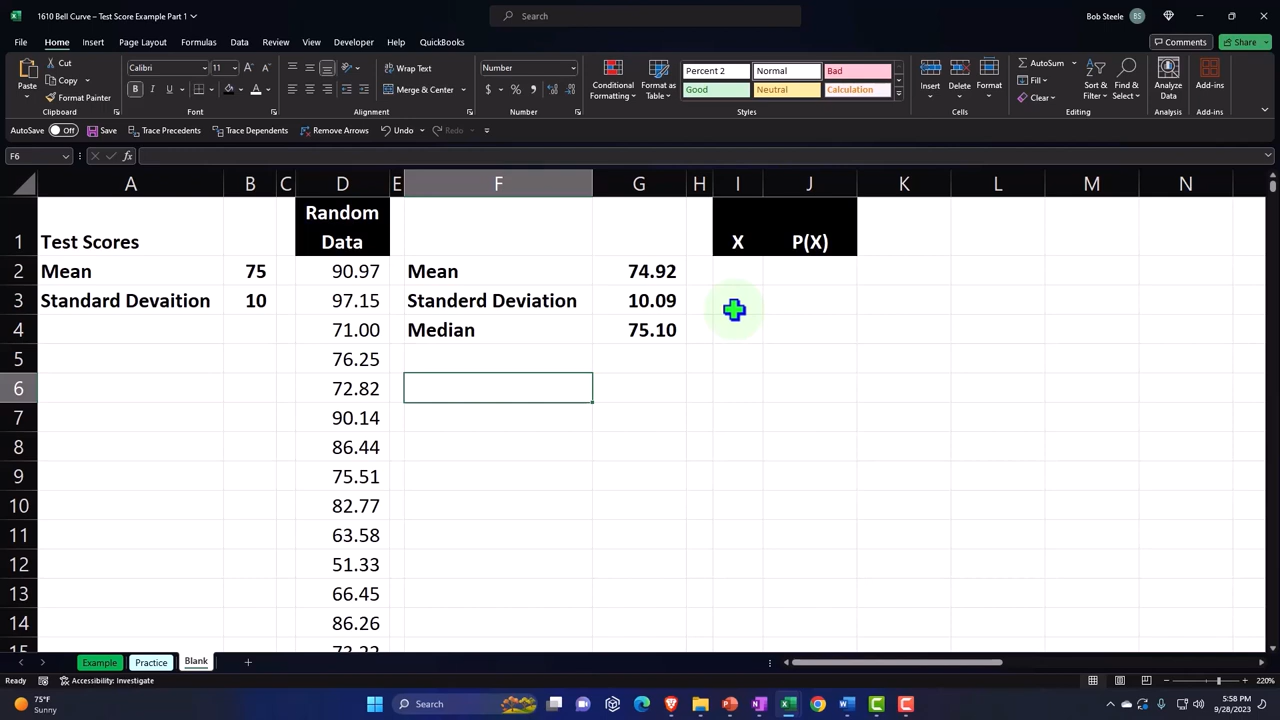 1610 Bell Curve – Test Score Example Part 1
Search
Bob Steele
BS
File
Home
Insert
Page Layout
Formulas
Data
Review
View
Developer
Help
QuickBooks
Comments
Share
Paste
Cut
Copy
Format Painter
Clipboard
Calibri
11
Font
Wrap Text
Merge & Center
Alignment
Number
Number
Conditional Formatting
Format as Table
Percent 2
Normal
Bad
Good
Neutral
Calculation
Styles
Insert
Delete
Format
Cells
AutoSum
Fill
Clear
Sort & Filter
Find & Select
Editing
Analyze Data
Analysis
Add-ins
Add-ins
AutoSave Off
Save
Trace Precedents
Trace Dependents
Remove Arrows
Undo
Redo
F6
fx
A B C D E F G H I J K L M N
Random
1 Test Scores Data X P(X)
2 Mean 75 90.97 Mean 74.92
3 Standard Devaition 10 97.15 Standerd Deviation 10.09
4 71.00 Median 75.10
5 76.25
6 72.82
7 90.14
8 86.44
9 75.51
10 82.77
11 63.58
12 51.33
13 66.45
14 86.26
Example
Practice
Blank
Ready
Accessibility: Investigate
220%
75°F
Sunny
Search
5:58 PM
9/28/2023